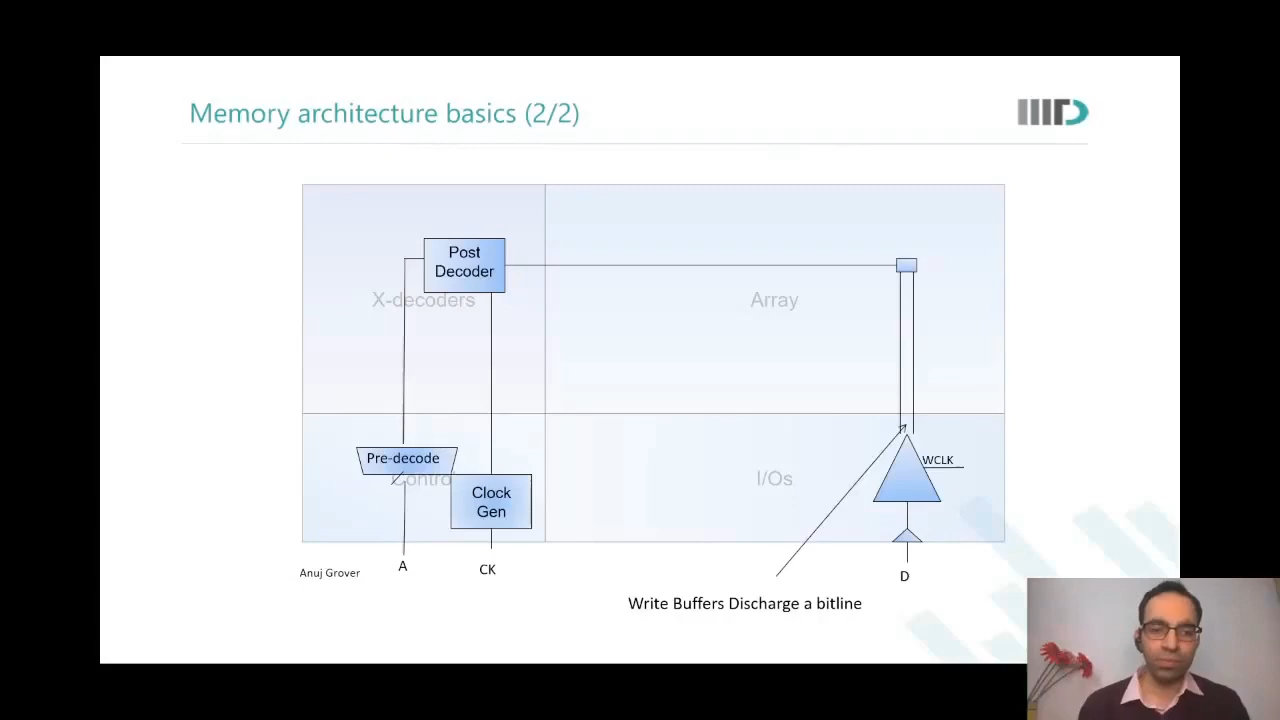 Memory architecture basics (2/2)
IIITD
Post
Decoder
X-decoders
Array
Pre-decode
Control
WCLK
I/Os
Clock
Gen
A
CK
D
Anuj Grover
Write Buffers Discharge a bitline